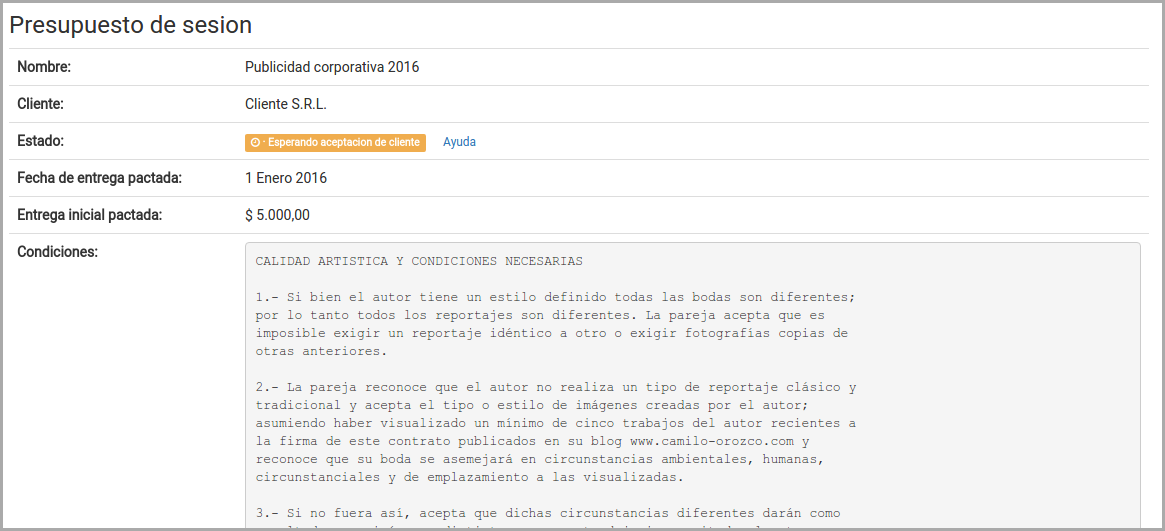 Presupuesto de sesion
Nombre: Publicidad corporativa 2016
Cliente: Cliente S.R.L.
Estado: · Esperando aceptacion de cliente Ayuda
Fecha de entrega pactada: 1 Enero 2016
Entrega inicial pactada: $ 5.000,00
Condiciones:
CALIDAD ARTISTICA Y CONDICIONES NECESARIAS
1.- Si bien el autor tiene un estilo definido todas las bodas son diferentes;
por lo tanto todos los reportajes son diferentes. La pareja acepta que es
imposible exigir un reportaje idéntico a otro o exigir fotografías copias de
otras anteriores.
2.- La pareja reconoce que el autor no realiza un tipo de reportaje clásico y
tradicional y acepta el tipo o estilo de imágenes creadas por el autor;
asumiendo haber visualizado un mínimo de cinco trabajos del autor recientes a
la firma de este contrato publicados en su blog www.camilo-orozco.com y
reconoce que su boda se asemejará en circunstancias ambientales, humanas,
circunstanciales y de emplazamiento a las visualizadas.
3.- Si no fuera así, acepta que dichas circunstancias diferentes darán como